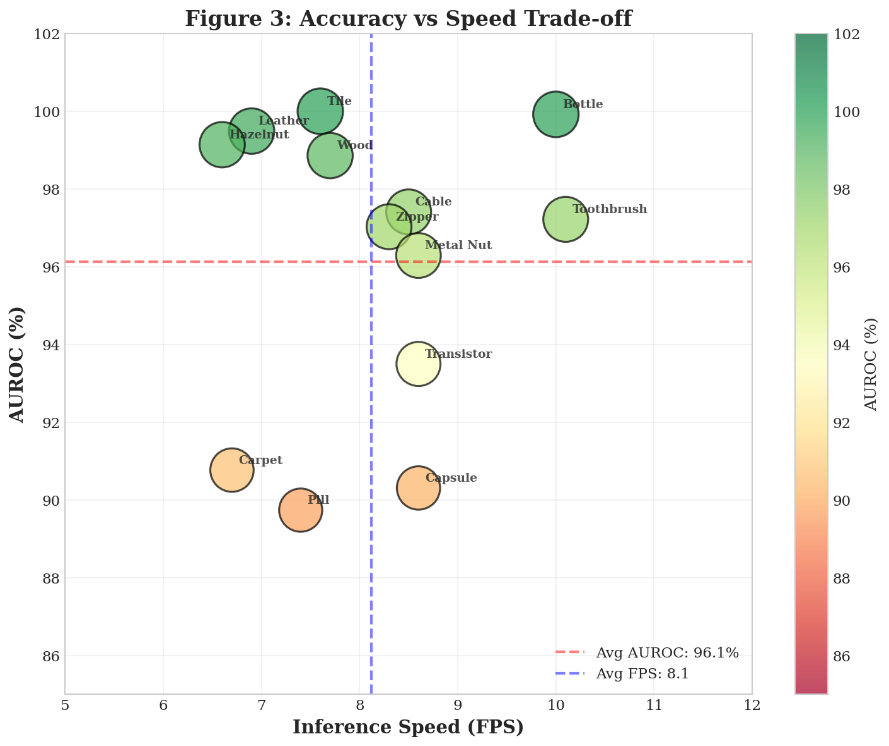 Figure 3: Accuracy vs Speed Trade-off
102
100
98
96
94
92
90
88
86
AUROC (%)
Tile
Bottle
Leather
Hazelnut
Wood
Cable
Toothbrush
Zipper
Metal Nut
Transistor
Carpet
Capsule
Pill
Avg AUROC: 96.1%
Avg FPS: 8.1
5 6 7 8 9 10 11 12
Inference Speed (FPS)
102
100
98
96
94
92
90
88
86
AUROC (%)